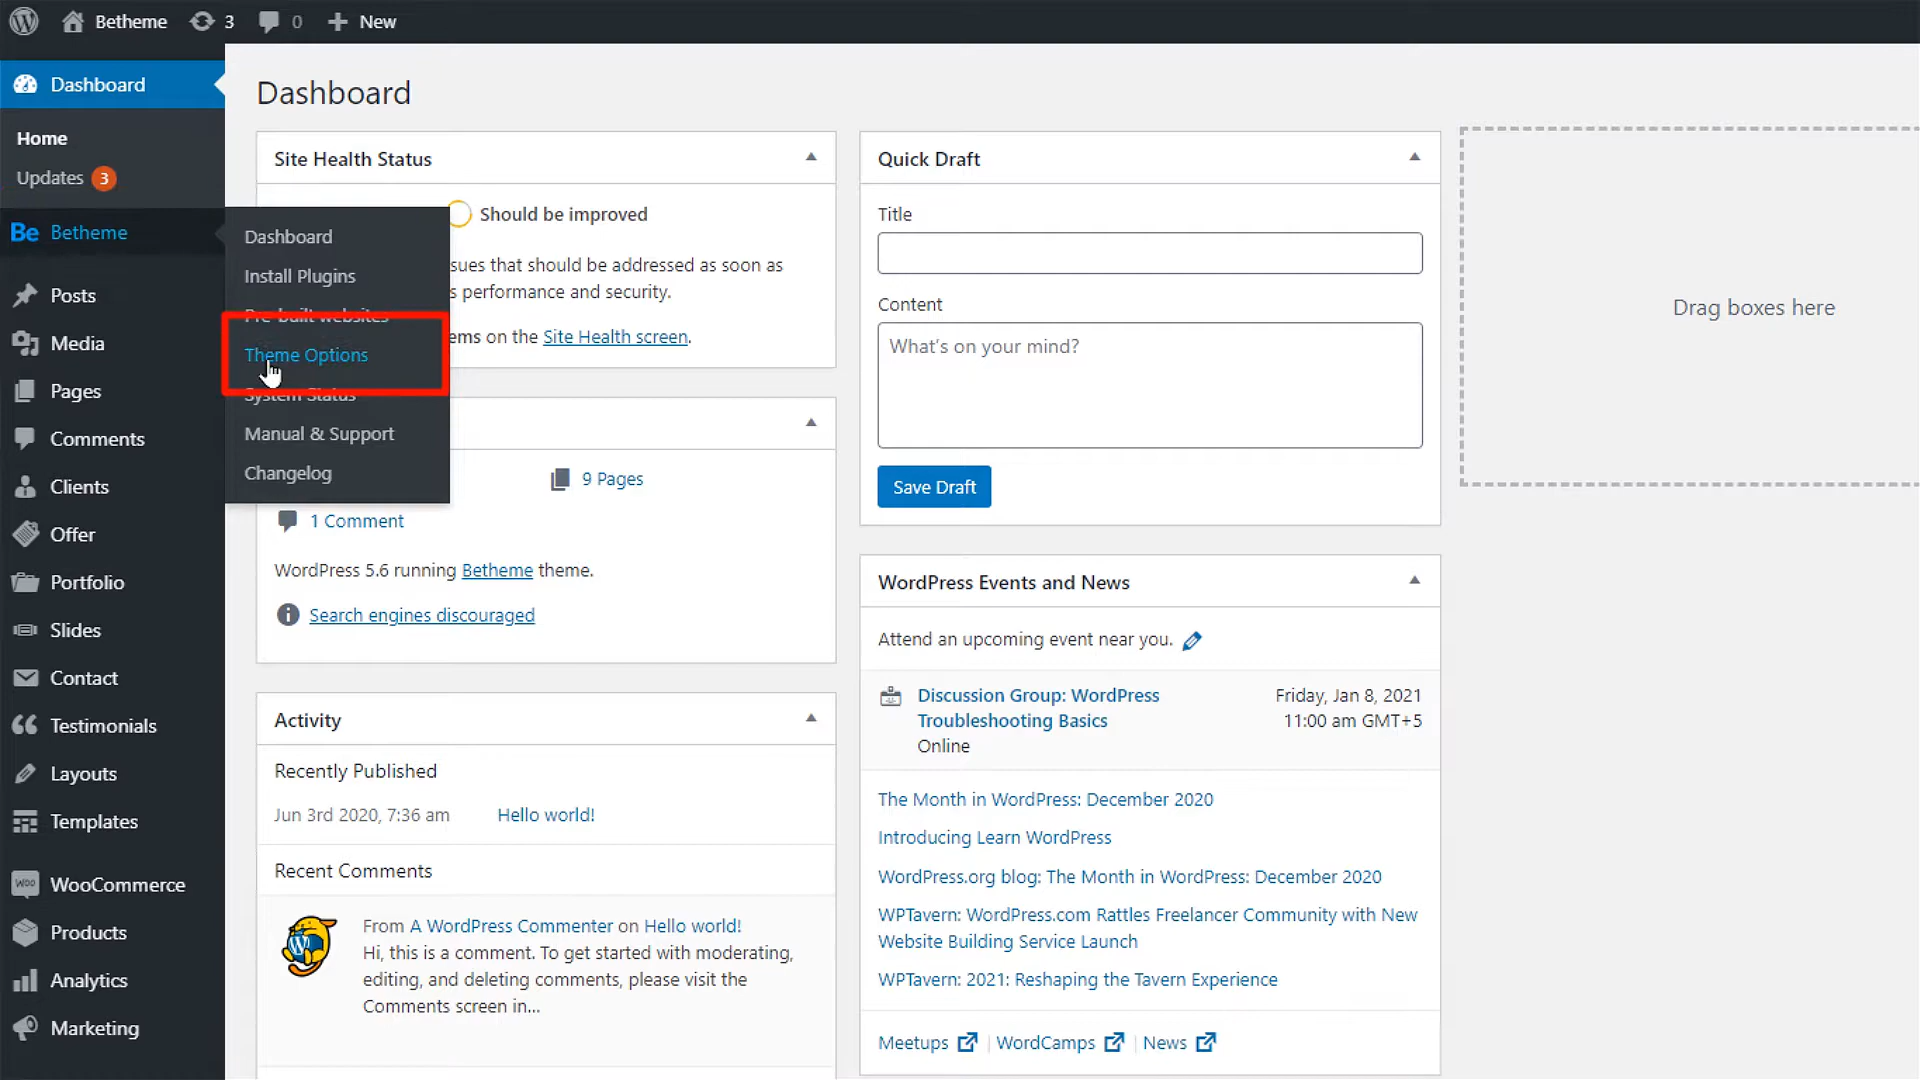 Betheme 3 0 New
Dashboard
Home
Updates 3
Be Betheme
Posts
Media
Pages
Comments
Clients
Offer
Portfolio
Slides
Contact
Testimonials
Layouts
Templates
WooCommerce
Products
Analytics
Marketing
Dashboard
Install Plugins
Pre-built websites
Theme Options
System Status
Manual & Support
Changelog
Dashboard
Site Health Status
Should be improved
sues that should be addressed as soon as
s performance and security.
ems on the Site Health screen.
9 Pages
1 Comment
WordPress 5.6 running Betheme theme.
Search engines discouraged
Activity
Recently Published
Jun 3rd 2020, 7:36 am Hello world!
Recent Comments
From A WordPress Commenter on Hello world!
Hi, this is a comment. To get started with moderating,
editing, and deleting comments, please visit the
Comments screen in...
Quick Draft
Title
Content
What's on your mind?
Save Draft
WordPress Events and News
Attend an upcoming event near you.
Discussion Group: WordPress
Troubleshooting Basics
Online
Friday, Jan 8, 2021
11:00 am GMT+5
The Month in WordPress: December 2020
Introducing Learn WordPress
WordPress.org blog: The Month in WordPress: December 2020
WPTavern: WordPress.com Rattles Freelancer Community with New
Website Building Service Launch
WPTavern: 2021: Reshaping the Tavern Experience
Meetups | WordCamps | News
Drag boxes here